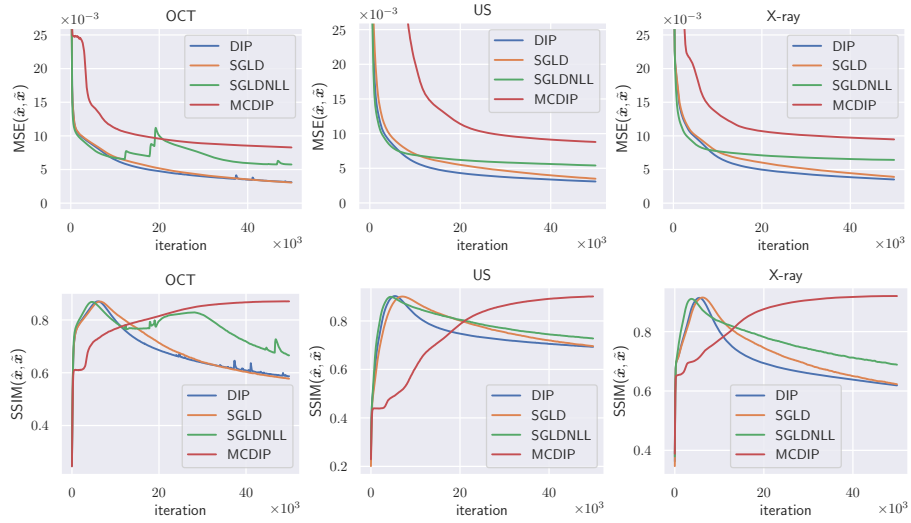 ×10⁻³ OCT
25
20
15
10
5
0
MSE(x̂, x̃)
DIP
SGLD
SGLDNLL
MCDIP
0 20 40
iteration ×10³
×10⁻³ US
25
20
15
10
5
0
MSE(x̂, x̃)
DIP
SGLD
SGLDNLL
MCDIP
0 20 40
iteration ×10³
×10⁻³ X-ray
25
20
15
10
5
0
MSE(x̂, x̃)
DIP
SGLD
SGLDNLL
MCDIP
0 20 40
iteration ×10³
OCT
0.8
0.6
0.4
SSIM(x̂, x)
DIP
SGLD
SGLDNLL
MCDIP
0 20 40
iteration ×10³
US
0.8
0.6
0.4
0.2
SSIM(x̂, x)
DIP
SGLD
SGLDNLL
MCDIP
0 20 40
iteration ×10³
X-ray
0.8
0.6
0.4
SSIM(x̂, x)
DIP
SGLD
SGLDNLL
MCDIP
0 20 40
iteration ×10³